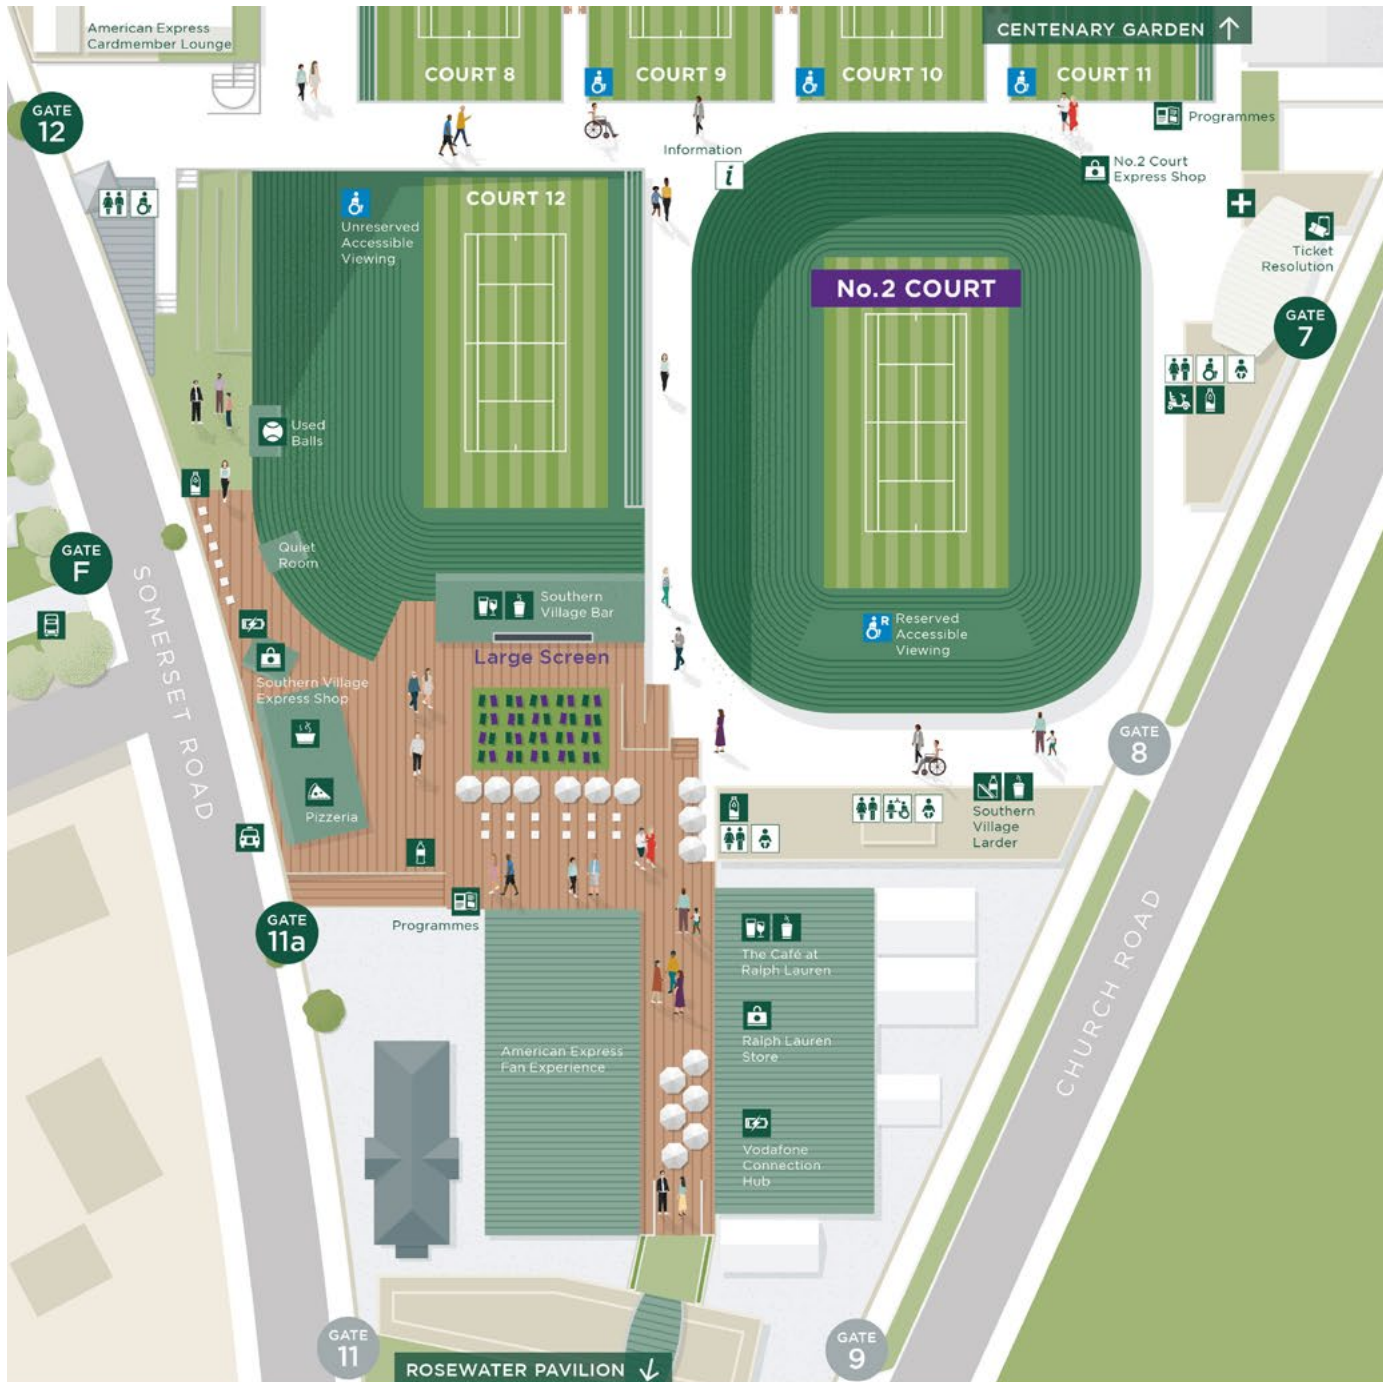 American Express
Cardmember Lounge
COURT 8
COURT 9
COURT 10
COURT 11
CENTENARY GARDEN
GATE
12
Programmes
Information
i
No.2 Court
Express Shop
COURT 12
Unreserved
Accessible
Viewing
No.2 COURT
Ticket
Resolution
GATE
7
Used
Balls
Quiet
Room
GATE
F
SOMERSET ROAD
Southern
Village Bar
Large Screen
R
Reserved
Accessible
Viewing
Southern Village
Express Shop
Pizzeria
GATE
8
Southern
Village
Larder
GATE
11a
Programmes
The Café at
Ralph Lauren
Ralph Lauren
Store
American Express
Fan Experience
Vodafone
Connection
Hub
CHURCH ROAD
GATE
11
GATE
9
ROSEWATER PAVILION